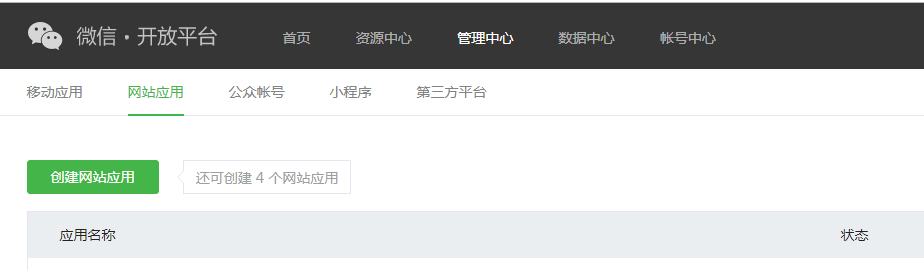 微信·开放平台 首页 资源中心 管理中心 数据中心 帐号中心
移动应用 网站应用 公众帐号 小程序 第三方平台
创建网站应用 还可创建 4 个网站应用
应用名称 状态